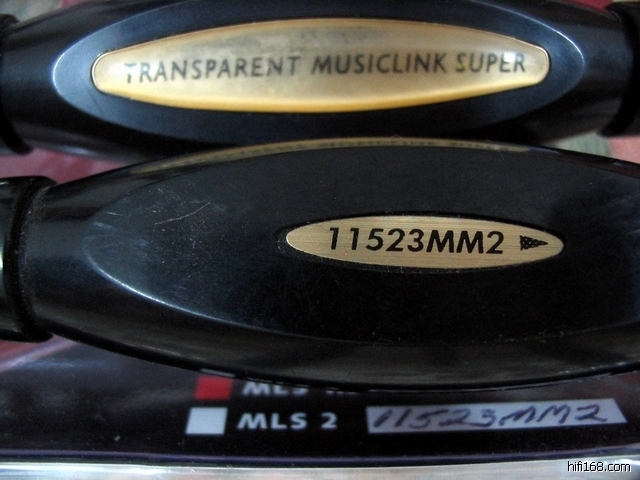 TRANSPARENT MUSICLINK SUPER
11523MM2
MLS 2 11523MM2
hifi168.com